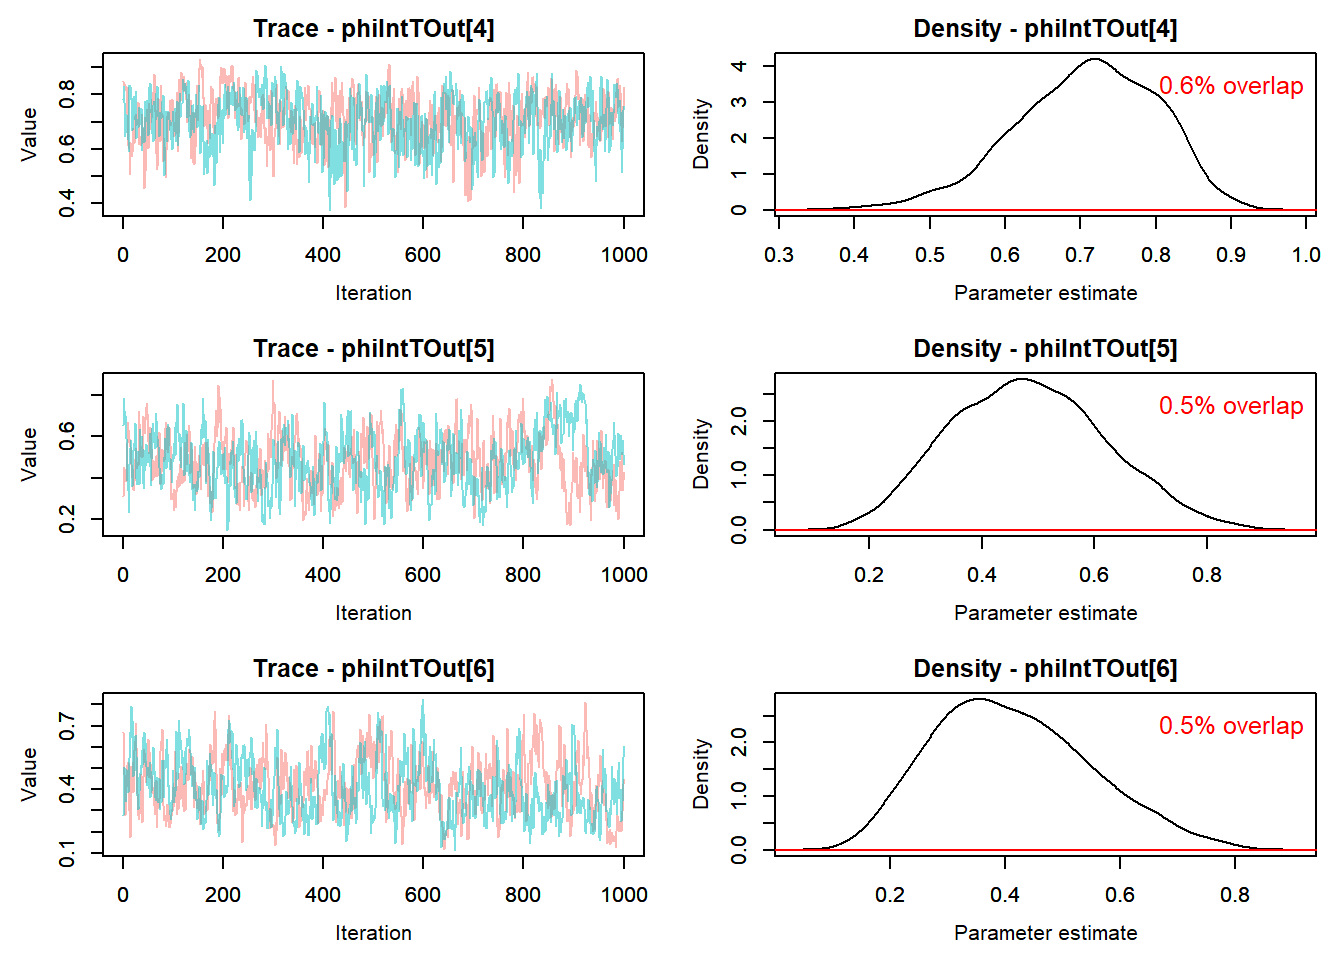 Trace - phiIntTOut[4]
Value
0.4 0.6 0.8
0 200 400 600 800 1000
Iteration
Density - phiIntTOut[4]
0.6% overlap
Density
0 1 2 3 4
0.3 0.4 0.5 0.6 0.7 0.8 0.9 1.0
Parameter estimate
Trace - phiIntTOut[5]
Value
0.2 0.6
0 200 400 600 800 1000
Iteration
Density - phiIntTOut[5]
0.5% overlap
Density
0.0 1.0 2.0
0.2 0.4 0.6 0.8
Parameter estimate
Trace - phiIntTOut[6]
Value
0.1 0.4 0.7
0 200 400 600 800 1000
Iteration
Density - phiIntTOut[6]
0.5% overlap
Density
0.0 1.0 2.0
0.2 0.4 0.6 0.8
Parameter estimate